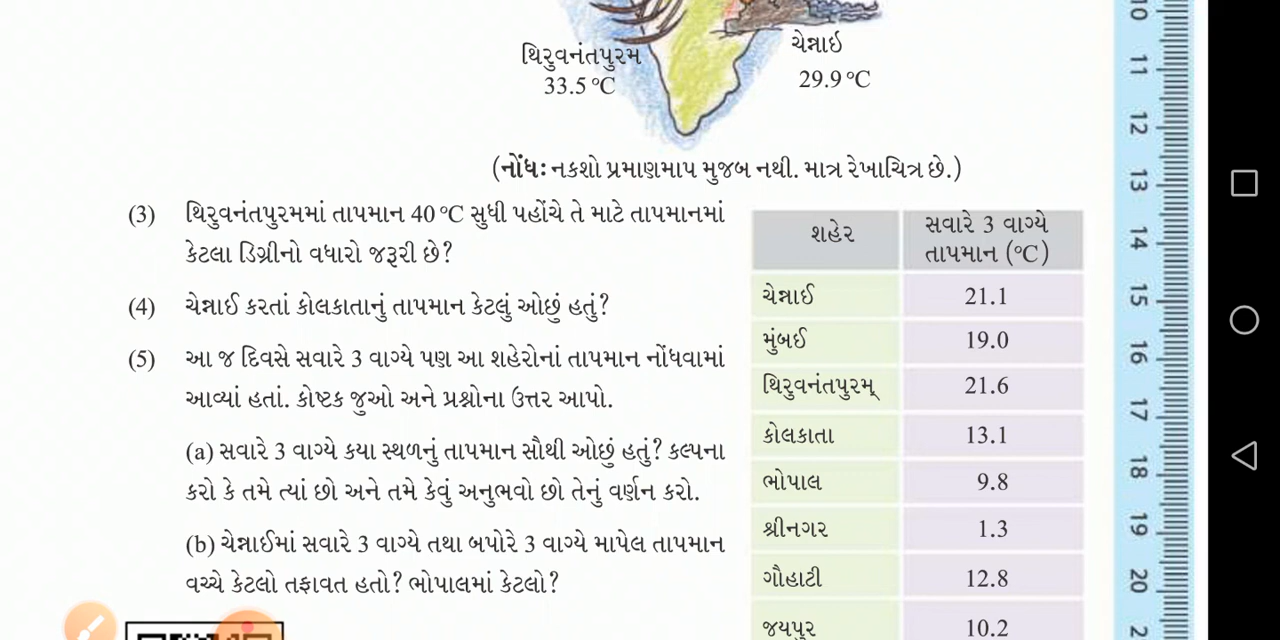 થિરુવનંતપુરમ
33.5 °C
ચેન્નાઇ
29.9 °C
(નોંધઃ નકશો પ્રમાણમાપ મુજબ નથી. માત્ર રેખાચિત્ર છે.)
(3) થિરુવનંતપુરમમાં તાપમાન 40 °C સુધી પહોંચે તે માટે તાપમાનમાં
કેટલા ડિગ્રીનો વધારો જરૂરી છે?
(4) ચેન્નાઈ કરતાં કોલકાતાનું તાપમાન કેટલું ઓછું હતું?
(5) આ જ દિવસે સવારે 3 વાગ્યે પણ આ શહેરોનાં તાપમાન નોંધવામાં
આવ્યાં હતાં. કોષ્ટક જુઓ અને પ્રશ્નોના ઉત્તર આપો.
(a) સવારે 3 વાગ્યે કયા સ્થળનું તાપમાન સૌથી ઓછું હતું? કલ્પના
કરો કે તમે ત્યાં છો અને તમે કેવું અનુભવો છો તેનું વર્ણન કરો.
(b) ચેન્નાઈમાં સવારે 3 વાગ્યે તથા બપોરે 3 વાગ્યે માપેલ તાપમાન
વચ્ચે કેટલો તફાવત હતો? ભોપાલમાં કેટલો?
શહેર સવારે 3 વાગ્યે
તાપમાન (°C)
ચેન્નાઈ 21.1
મુંબઈ 19.0
થિરુવનંતપુરમ્ 21.6
કોલકાતા 13.1
ભોપાલ 9.8
શ્રીનગર 1.3
ગૌહાટી 12.8
જયપુર 10.2
10
11
12
13
14
15
16
17
18
19
20